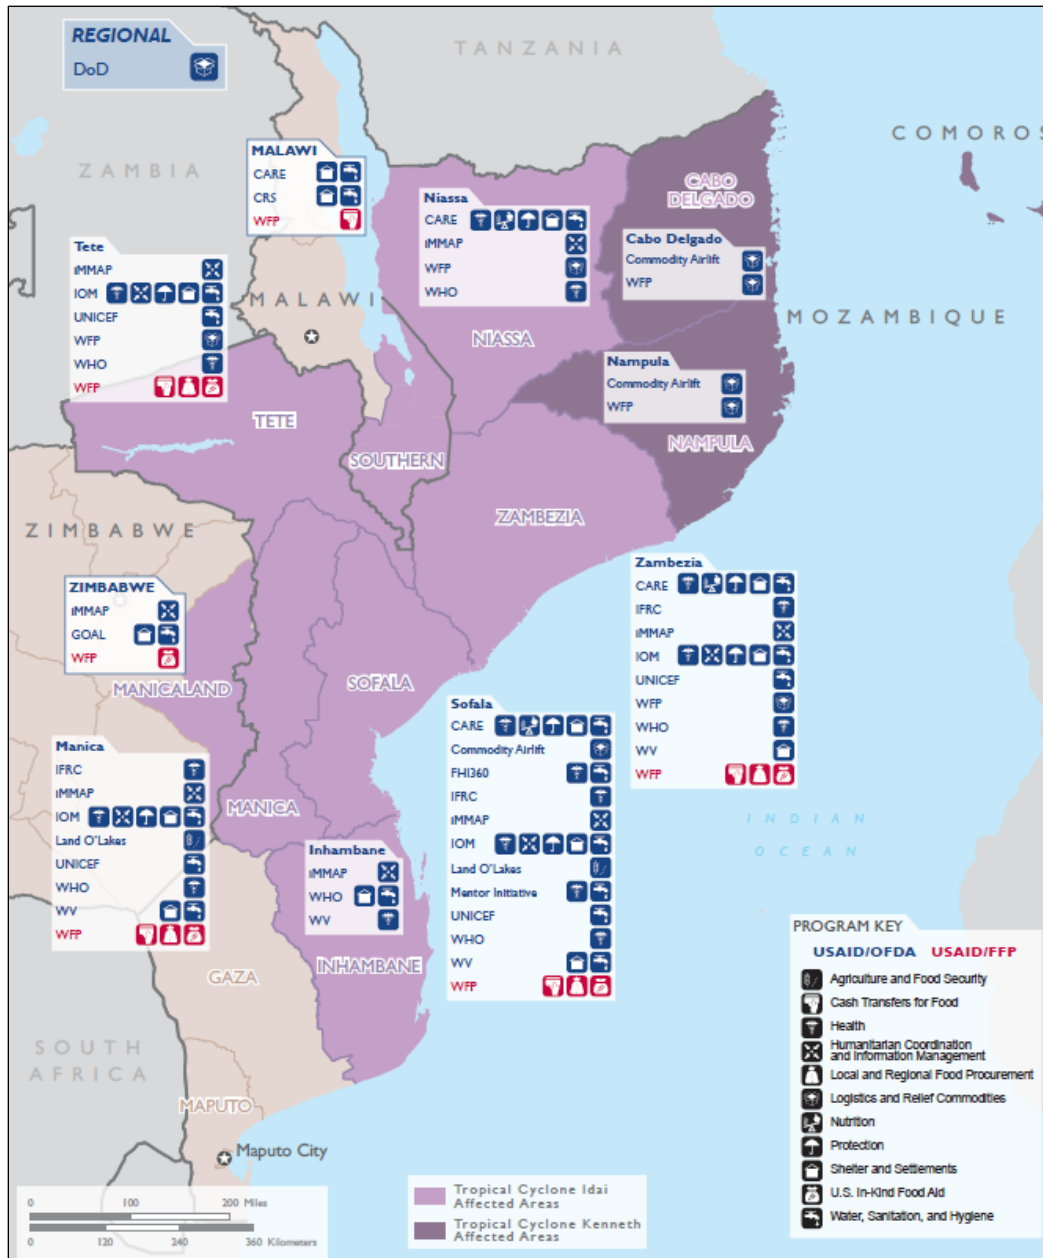 REGIONAL
DoD
TANZANIA
COMOROS
ZAMBIA
MALAWI
CARE
CRS
WFP
CABO
DELGADO
Niassa
CARE
iMMAP
WFP
WHO
Cabo Delgado
Commodity Airlift
WFP
Tete
iMMAP
IOM
UNICEF
WFP
WHO
WFP
MALAWI
MOZAMBIQUE
NIASSA
Nampula
Commodity Airlift
WFP
TETE
NAMPULA
SOUTHERN
ZAMBEZIA
ZIMBABWE
Zambezia
CARE
IFRC
iMMAP
IOM
UNICEF
WFP
WHO
WV
WFP
ZIMBABWE
iMMAP
GOAL
WFP
MANICALAND
SOFALA
Sofala
CARE
Commodity Airlift
FHI360
IFRC
iMMAP
IOM
Land O'Lakes
Mentor Initiative
UNICEF
WHO
WV
WFP
Manica
IFRC
iMMAP
IOM
Land O'Lakes
UNICEF
WHO
WV
WFP
MANICA
Inhambane
iMMAP
WHO
WV
INDIAN
OCEAN
GAZA
INHAMBANE
SOUTH
AFRICA
MAPUTO
Maputo City
PROGRAM KEY
USAID/OFDA USAID/FFP
Agriculture and Food Security
Cash Transfers for Food
Health
Humanitarian Coordination
and Information Management
Local and Regional Food Procurement
Logistics and Relief Commodities
Nutrition
Protection
Shelter and Settlements
U.S. In-Kind Food Aid
Water, Sanitation, and Hygiene
0 100 200 Miles
0 120 240 360 Kilometers
Tropical Cyclone Idai
Affected Areas
Tropical Cyclone Kenneth
Affected Areas